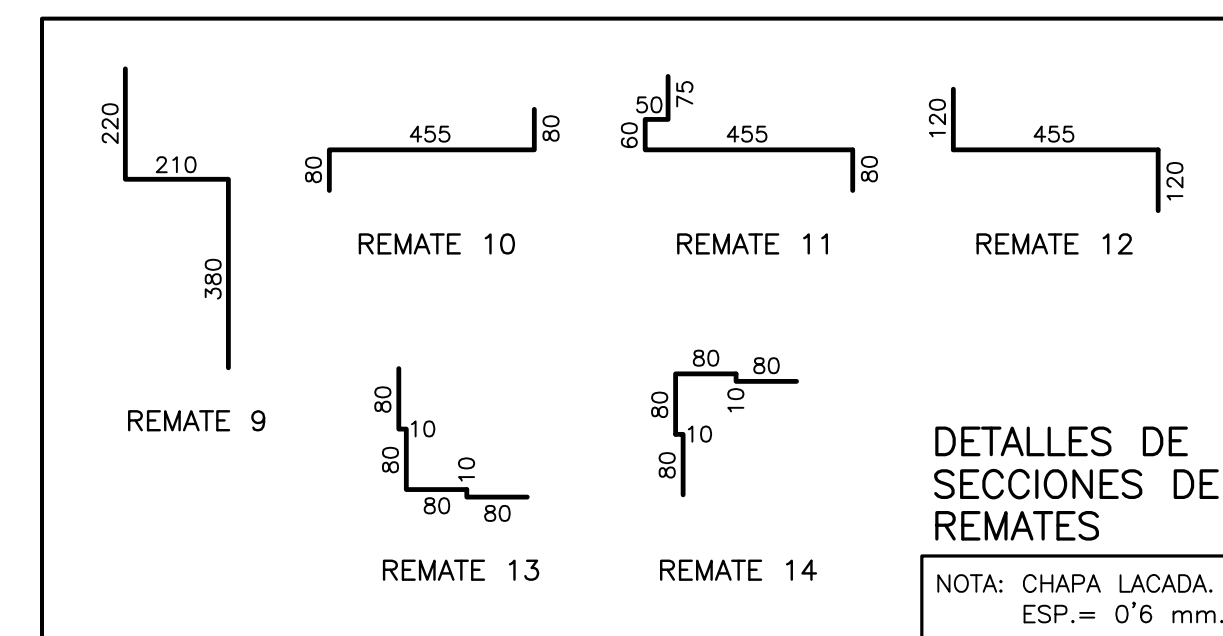 220
210
380
REMATE 9
80
455
80
REMATE 10
60
50
75
455
80
REMATE 11
120
455
120
REMATE 12
80
10
80
80
10
80
REMATE 13
80
80
10
80
10
80
REMATE 14
DETALLES DE
SECCIONES DE
REMATES
NOTA: CHAPA LACADA.
ESP.= 0'6 mm.